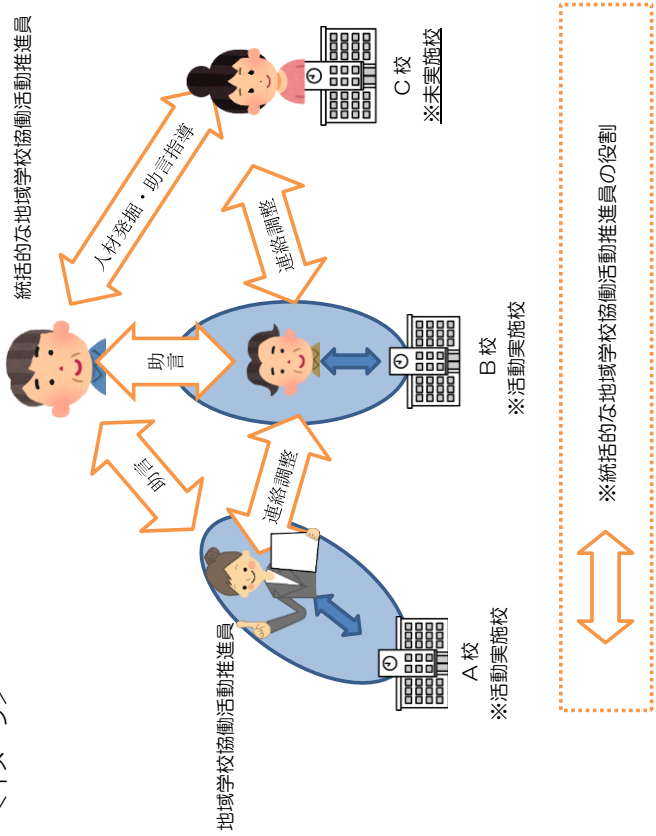 ＜イメージ＞
統括的な地域学校協働活動推進員
人材発掘・助言指導
助言
助言
地域学校協働活動推進員
連絡調整
連絡調整
A校
※活動実施校
B校
※活動実施校
C校
※未実施校
※統括的な地域学校協働活動推進員の役割